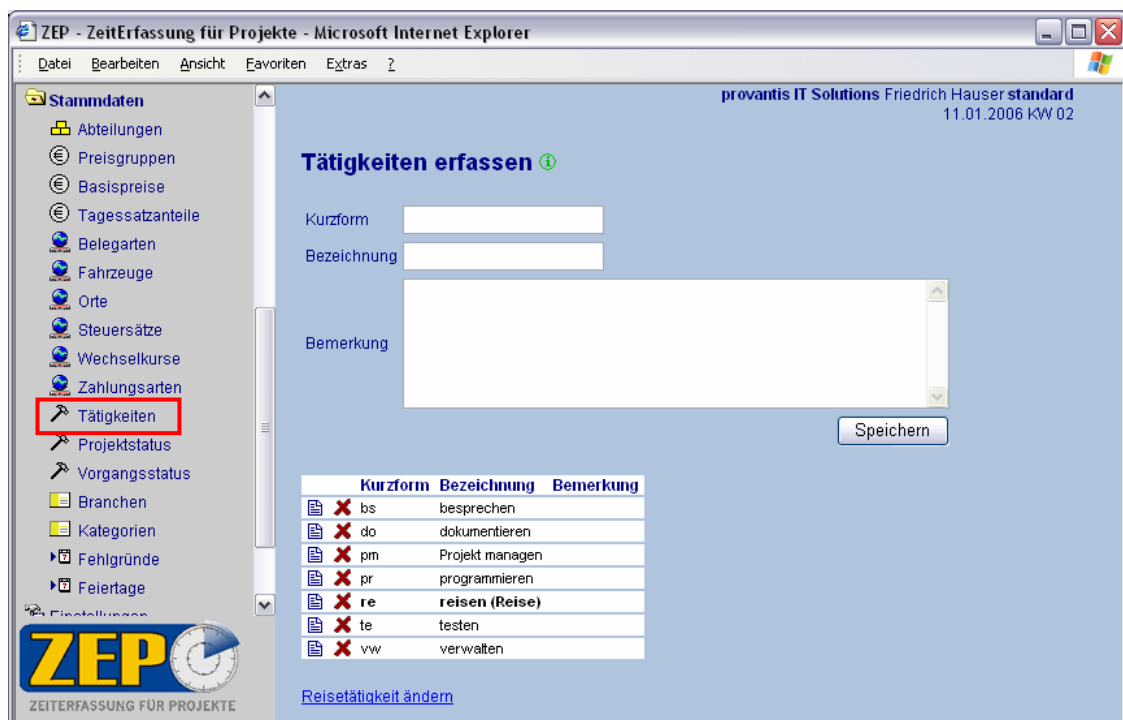 ZEP - ZeitErfassung für Projekte - Microsoft Internet Explorer
Datei Bearbeiten Ansicht Favoriten Extras ?
Stammdaten
Abteilungen
Preisgruppen
Basispreise
Tagessatzanteile
Belegarten
Fahrzeuge
Orte
Steuersätze
Wechselkurse
Zahlungsarten
Tätigkeiten
Projektstatus
Vorgangsstatus
Branchen
Kategorien
Fehlgründe
Feiertage
Einstellungen
ZEP
ZEITERFASSUNG FÜR PROJEKTE
provantis IT Solutions Friedrich Hauser standard
11.01.2006 KW 02
Tätigkeiten erfassen
Kurzform
Bezeichnung
Bemerkung
Speichern
Kurzform Bezeichnung Bemerkung
bs besprechen
do dokumentieren
pm Projekt managen
pr programmieren
re reisen (Reise)
te testen
vw verwalten
Reisetätigkeit ändern